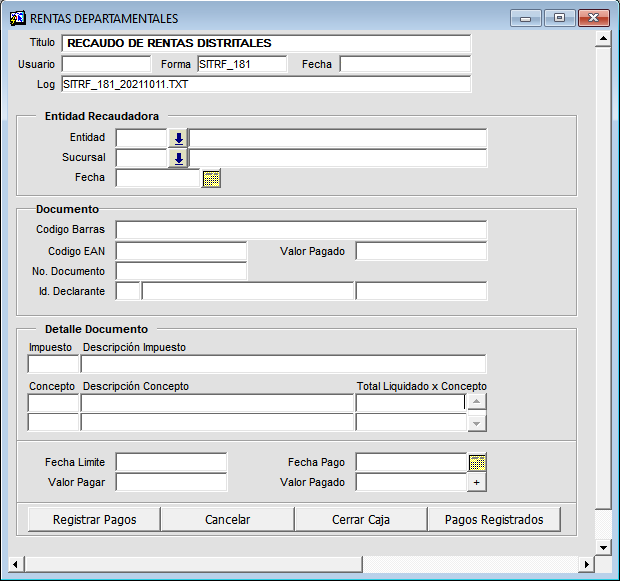 RENTAS DEPARTAMENTALES
Titulo RECAUDO DE RENTAS DISTRITALES
Usuario Forma SITRF_181 Fecha
Log SITRF_181_20211011.TXT
Entidad Recaudadora
Entidad
Sucursal
Fecha
Documento
Codigo Barras
Codigo EAN Valor Pagado
No. Documento
Id. Declarante
Detalle Documento
Impuesto Descripción Impuesto
Concepto Descripción Concepto Total Liquidado x Concepto
Fecha Limite Fecha Pago
Valor Pagar Valor Pagado +
Registrar Pagos Cancelar Cerrar Caja Pagos Registrados